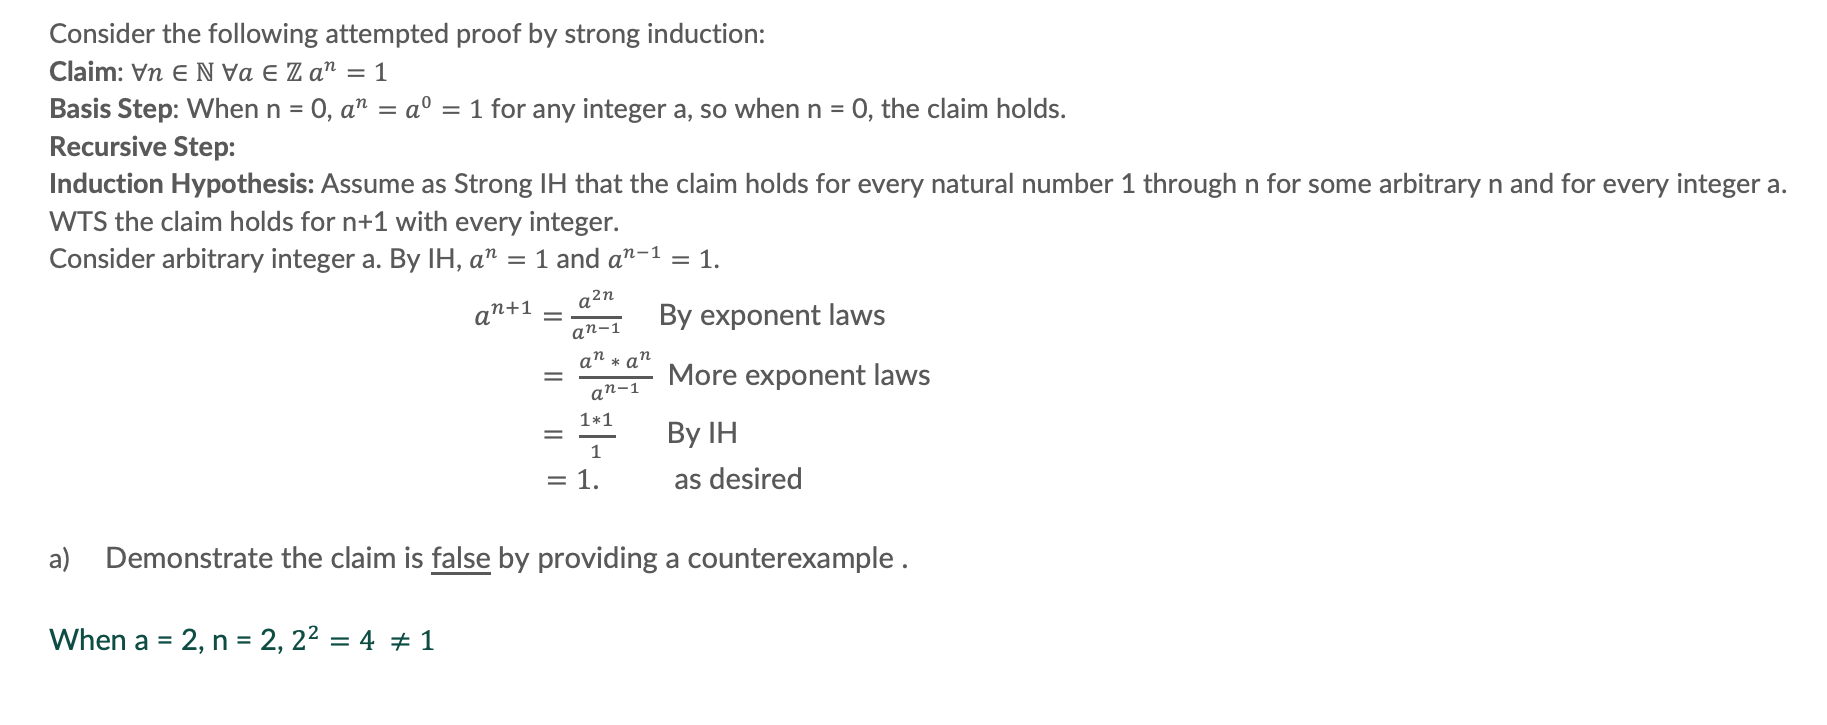 Consider the following attempted proof by strong induction:
Claim: ∀n ∈ ℕ ∀a ∈ ℤ aⁿ = 1
Basis Step: When n = 0, aⁿ = a⁰ = 1 for any integer a, so when n = 0, the claim holds.
Recursive Step:
Induction Hypothesis: Assume as Strong IH that the claim holds for every natural number 1 through n for some arbitrary n and for every integer a.
WTS the claim holds for n+1 with every integer.
Consider arbitrary integer a. By IH, aⁿ = 1 and aⁿ⁻¹ = 1.
aⁿ⁺¹ = a²ⁿ / aⁿ⁻¹ By exponent laws
= aⁿ * aⁿ / aⁿ⁻¹ More exponent laws
= 1*1 / 1 By IH
= 1. as desired
a) Demonstrate the claim is false by providing a counterexample .
When a = 2, n = 2, 2² = 4 ≠ 1